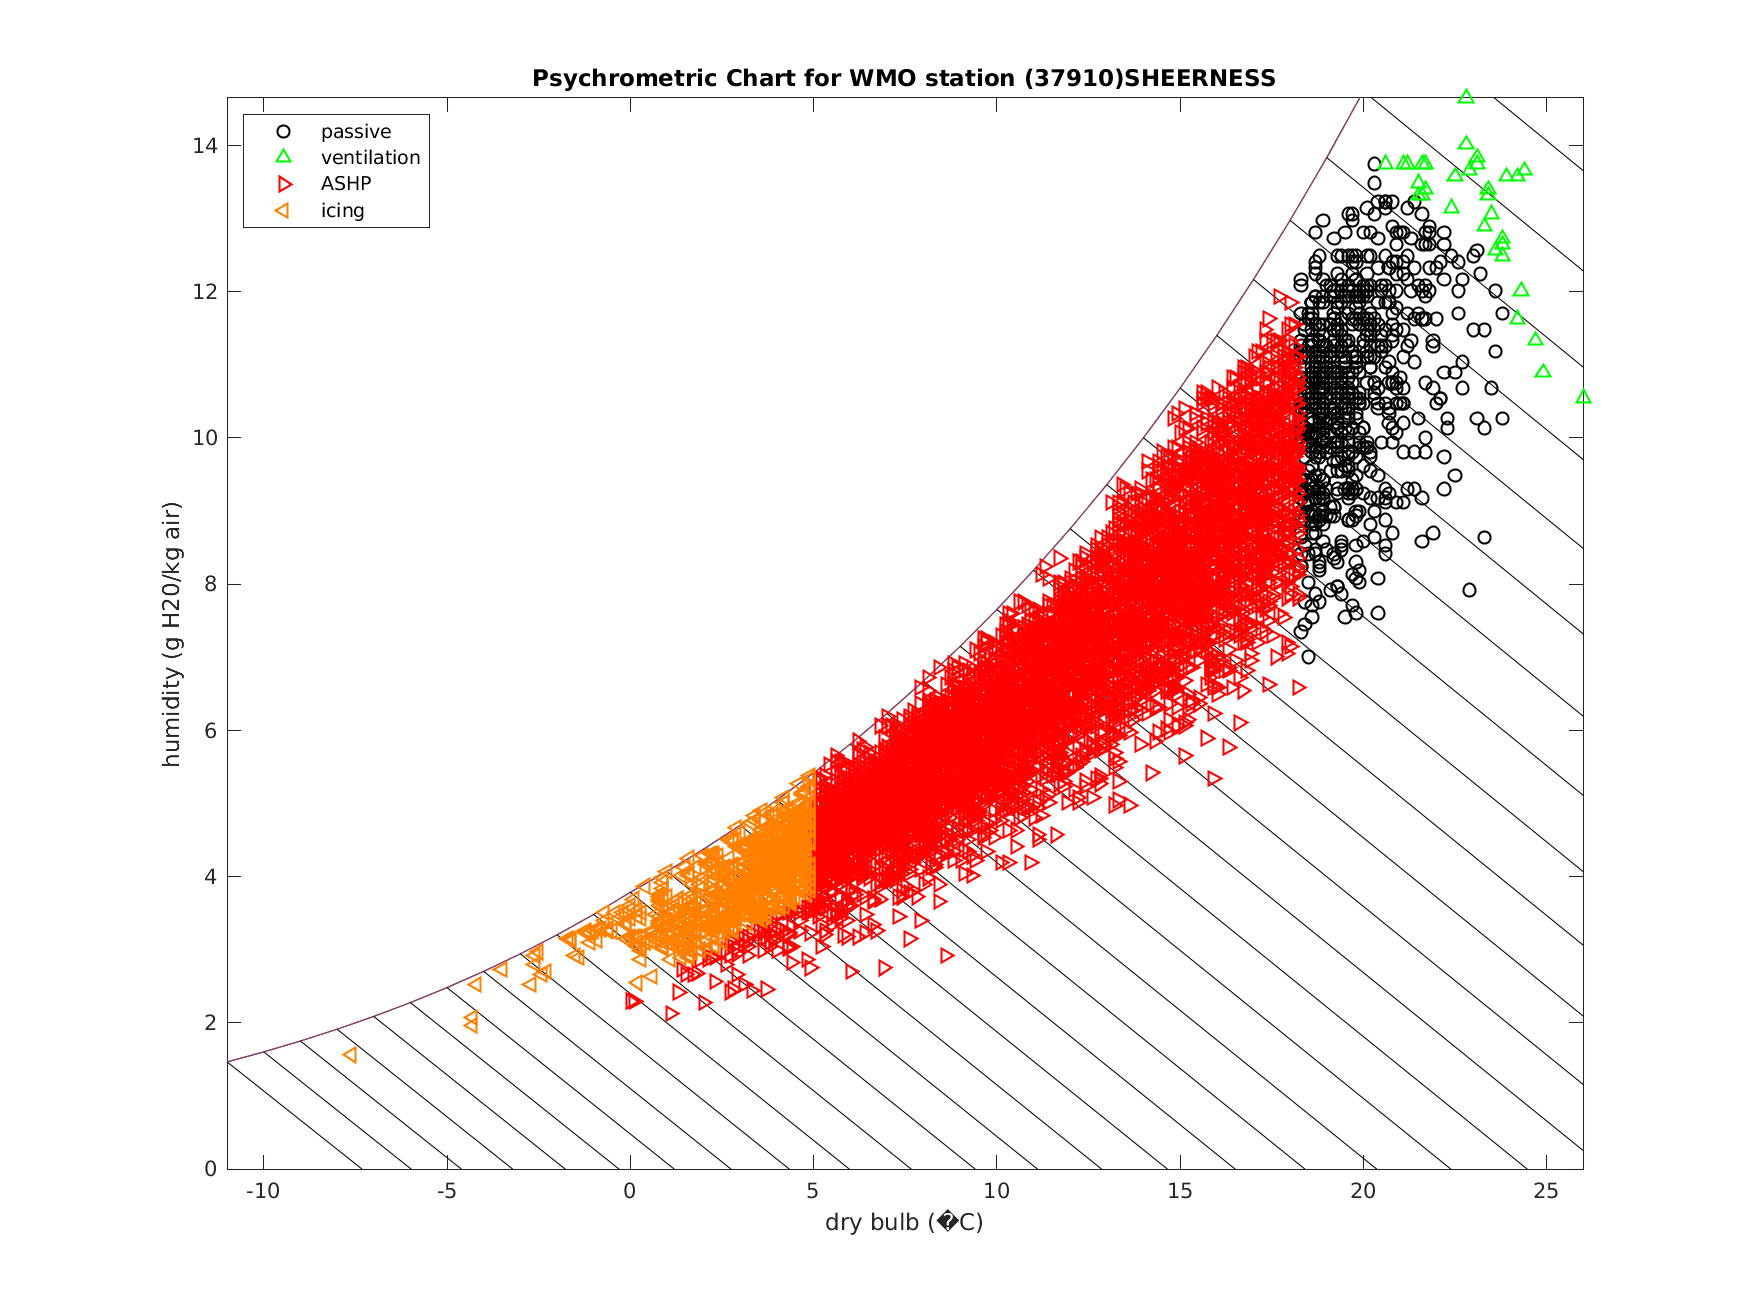 Psychrometric Chart for WMO station (37910)SHEERNESS
passive
ventilation
ASHP
icing
14
12
10
8
6
4
2
0
humidity (g H20/kg air)
-10 -5 0 5 10 15 20 25
dry bulb (�C)